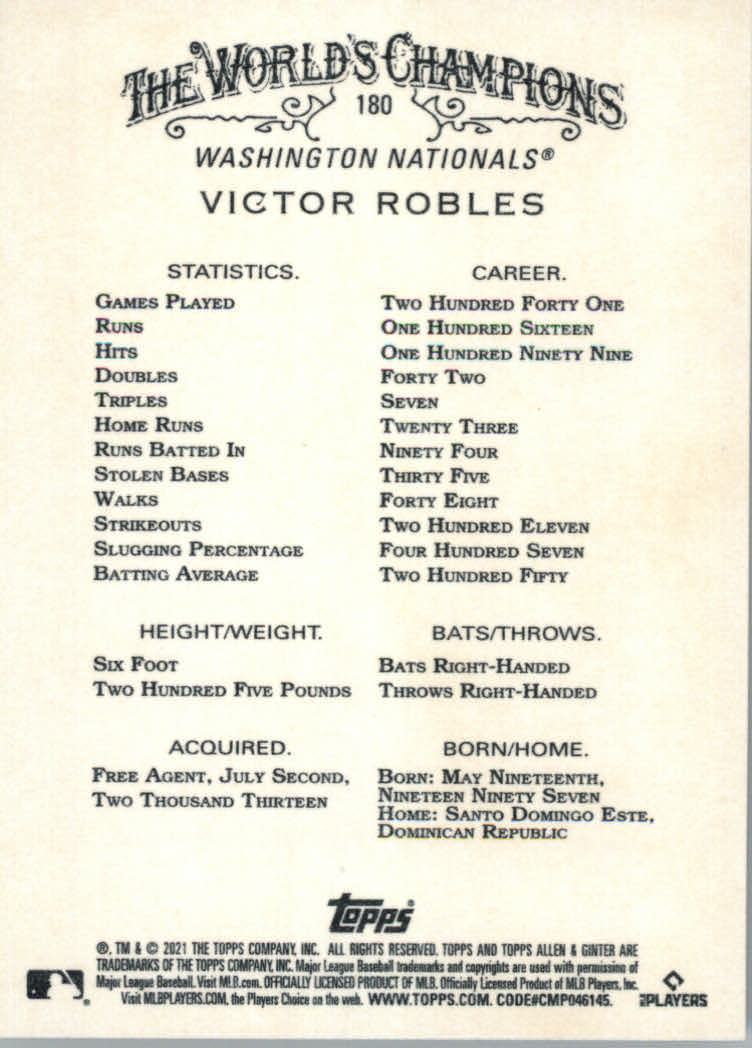 THE WORLD'S CHAMPIONS
180
WASHINGTON NATIONALS®
VICTOR ROBLES
STATISTICS. CAREER.
GAMES PLAYED TWO HUNDRED FORTY ONE
RUNS ONE HUNDRED SIXTEEN
HITS ONE HUNDRED NINETY NINE
DOUBLES FORTY TWO
TRIPLES SEVEN
HOME RUNS TWENTY THREE
RUNS BATTED IN NINETY FOUR
STOLEN BASES THIRTY FIVE
WALKS FORTY EIGHT
STRIKEOUTS TWO HUNDRED ELEVEN
SLUGGING PERCENTAGE FOUR HUNDRED SEVEN
BATTING AVERAGE TWO HUNDRED FIFTY
HEIGHT/WEIGHT. BATS/THROWS.
SIX FOOT BATS RIGHT-HANDED
TWO HUNDRED FIVE POUNDS THROWS RIGHT-HANDED
ACQUIRED.
FREE AGENT, JULY SECOND,
TWO THOUSAND THIRTEEN
BORN/HOME.
BORN: MAY NINETEENTH,
NINETEEN NINETY SEVEN
HOME: SANTO DOMINGO ESTE,
DOMINICAN REPUBLIC
Topps®
®, TM & © 2021 THE TOPPS COMPANY, INC. ALL RIGHTS RESERVED. TOPPS AND TOPPS ALLEN & GINTER ARE
TRADEMARKS OF THE TOPPS COMPANY, INC. Major League Baseball trademarks and copyrights are used with permission of
Major League Baseball. Visit MLB.com. OFFICIALLY LICENSED PRODUCT OF MLB. Officially Licensed Product of MLB Players, Inc.
Visit MLBPLAYERS.COM, the Players Choice on the web. WWW.TOPPS.COM. CODE#CMP046145.
PLAYERS